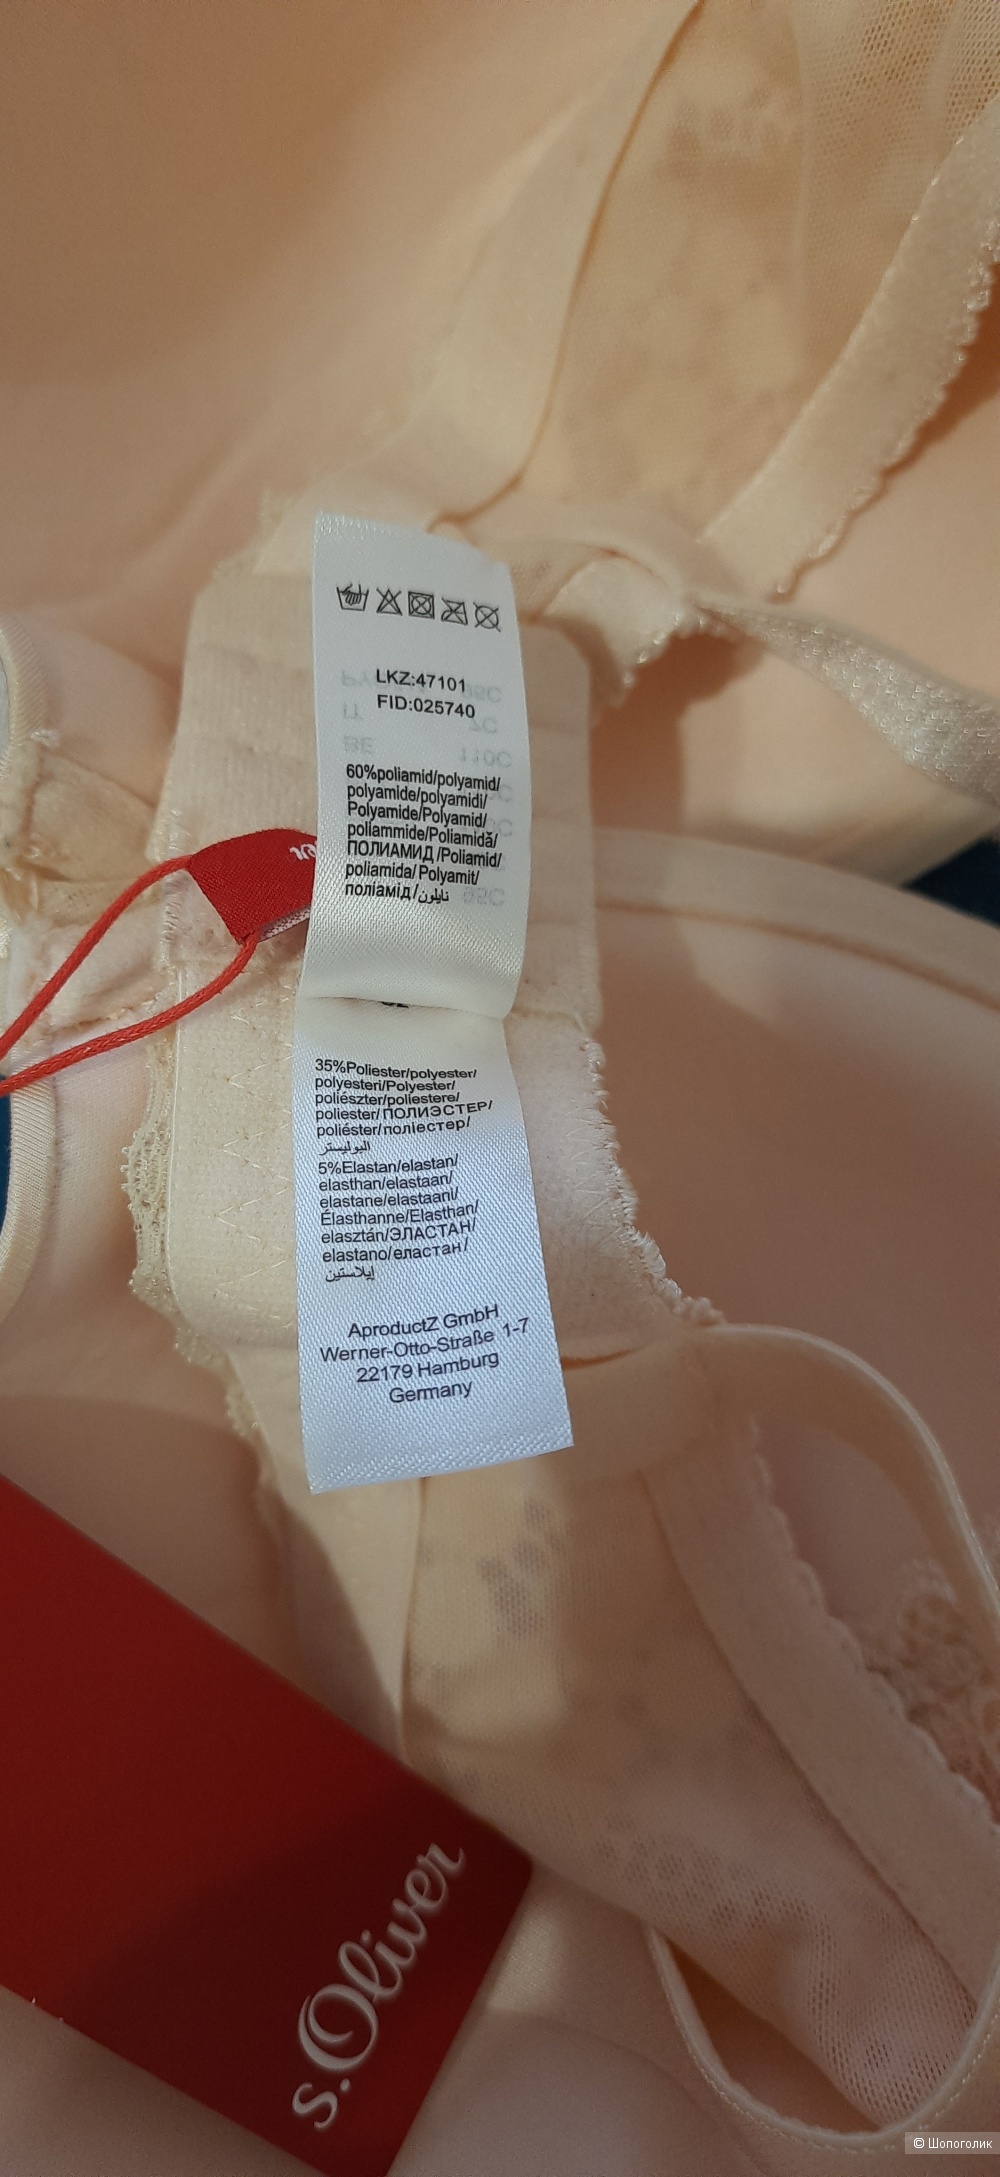 LKZ:47101
FID:025740
60%poliamid/polyamid/
polyamide/polyamidi/
Polyamide/Polyamid/
poliammide/Poliamidă/
ПОЛИАМИД/Poliamid/
poliamida/Polyamit/
поліамід/نايلون
35%Poliester/polyester/
polyesteri/Polyester/
poliészter/poliestere/
poliester/ПОЛИЭСТЕР/
poliéster/поліестер/
البوليستر
5%Elastan/elastan/
elasthan/elastaan/
elastane/elastaani/
Élasthanne/Elasthan/
elasztán/ЭЛАСТАН/
elastano/еластан/
إيلاستين
AproductZ GmbH
Werner-Otto-Straße 1-7
22179 Hamburg
Germany
s.Oliver
© Шопоголик